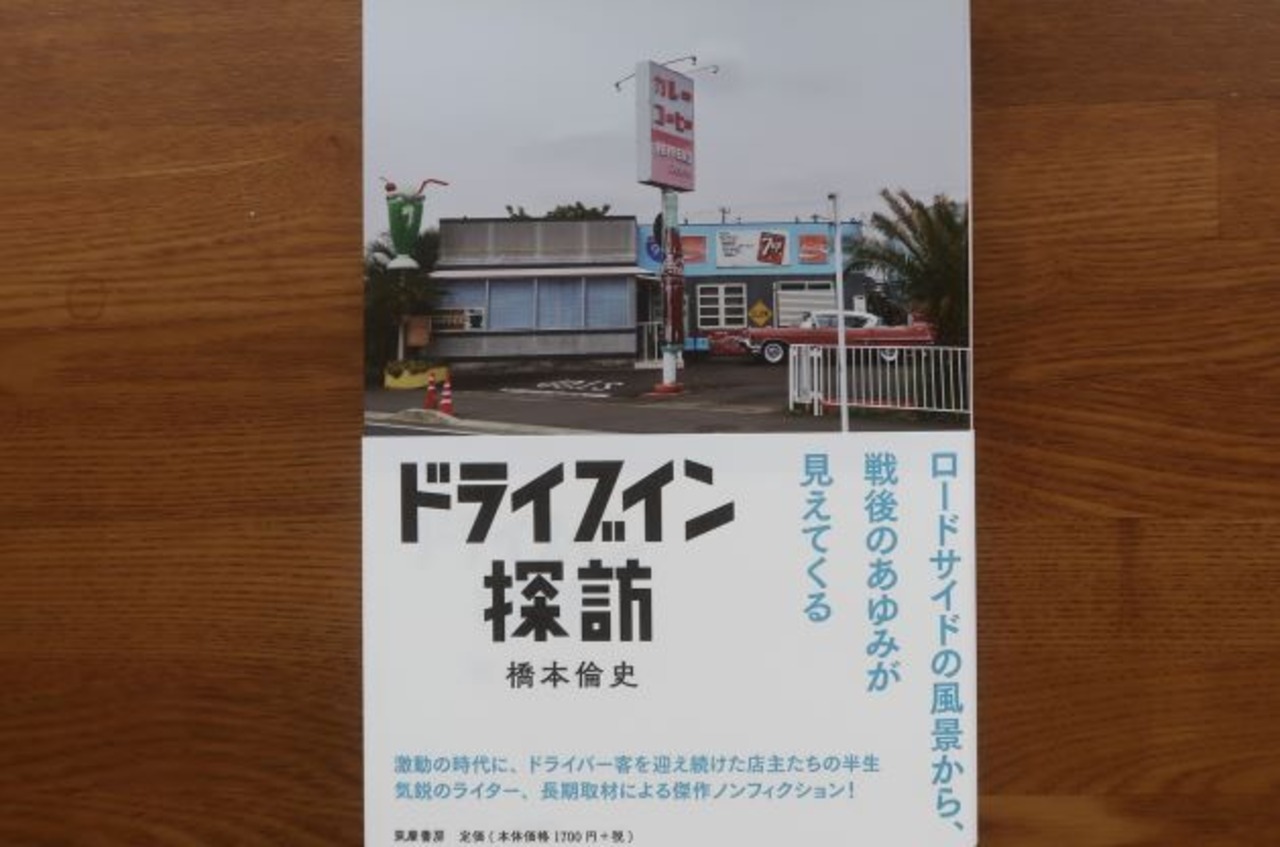 カレー
コーヒー
PEPPER'S
7up
ドライブイン
探訪
橋本倫史
ロードサイドの風景から、
戦後のあゆみが
見えてくる
激動の時代に、ドライバー客を迎え続けた店主たちの半生
気鋭のライター、長期取材による傑作ノンフィクション!
筑摩書房 定価(本体価格1700円+税)